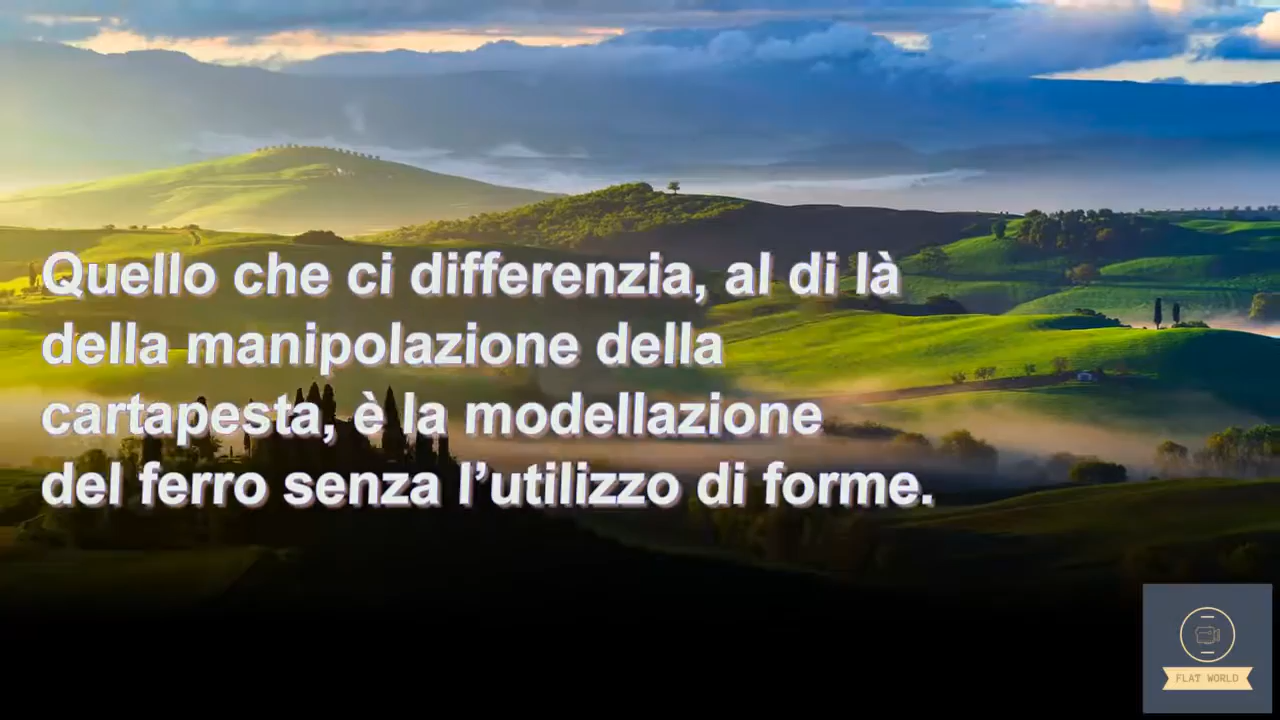 Quello che ci differenzia, al di là
della manipolazione della
cartapesta, è la modellazione
del ferro senza l’utilizzo di forme.
FLAT WORLD